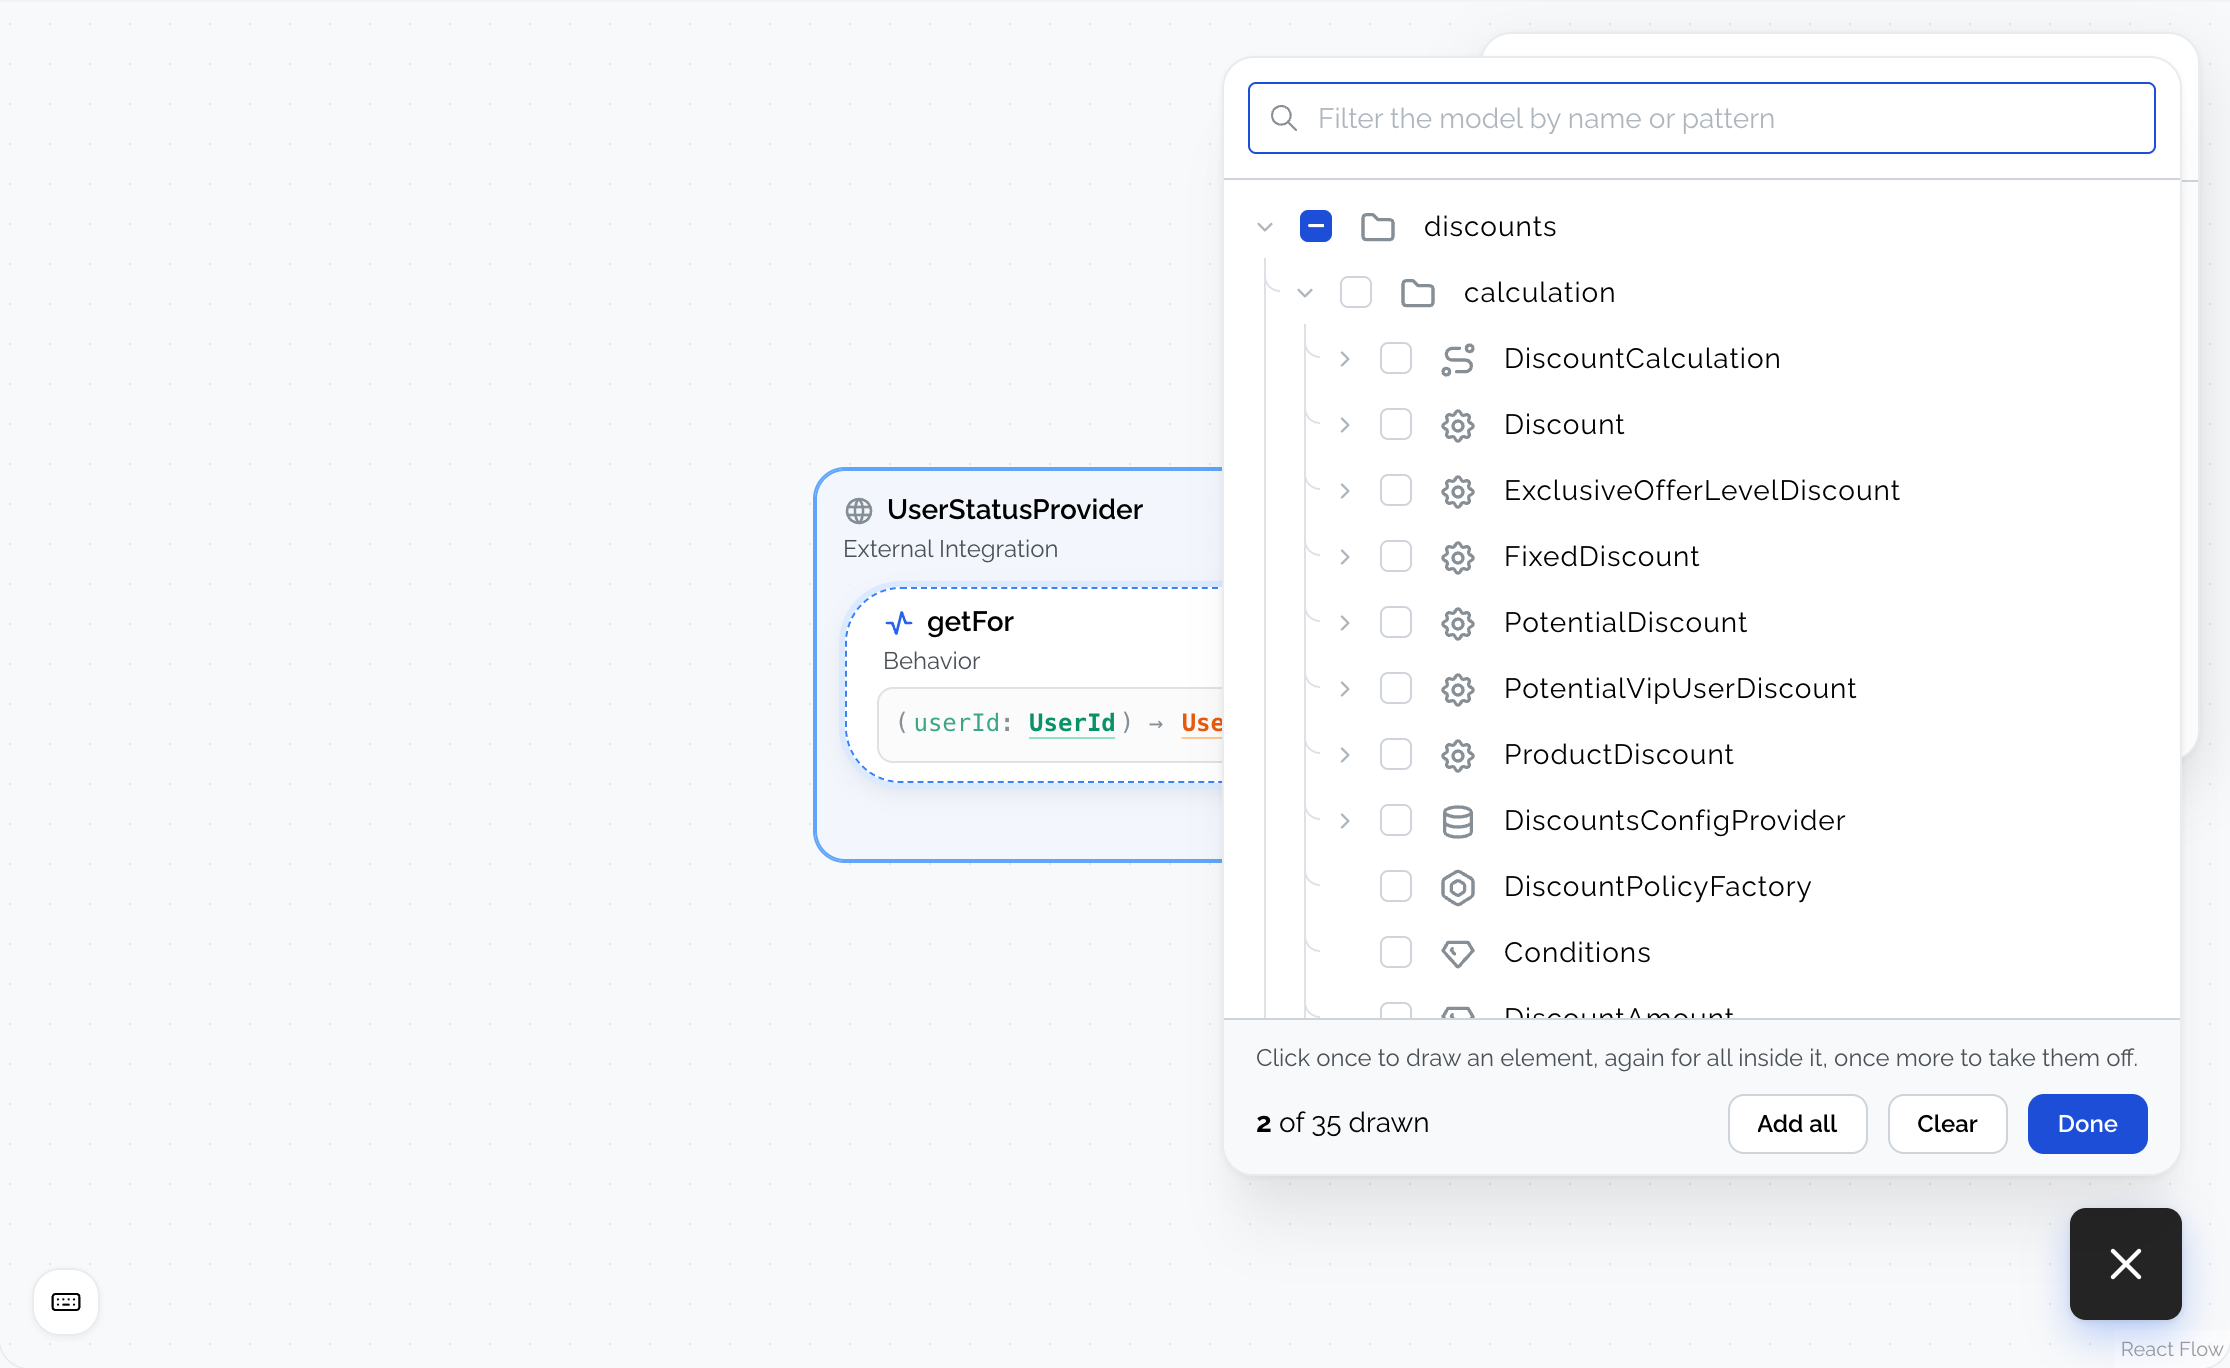 Filter the model by name or pattern
discounts
calculation
DiscountCalculation
Discount
ExclusiveOfferLevelDiscount
FixedDiscount
PotentialDiscount
PotentialVipUserDiscount
ProductDiscount
DiscountsConfigProvider
DiscountPolicyFactory
Conditions
DiscountAmount
Click once to draw an element, again for all inside it, once more to take them off.
2 of 35 drawn
Add all
Clear
Done
UserStatusProvider
External Integration
getFor
Behavior
(userId: UserId) → Use
React Flow